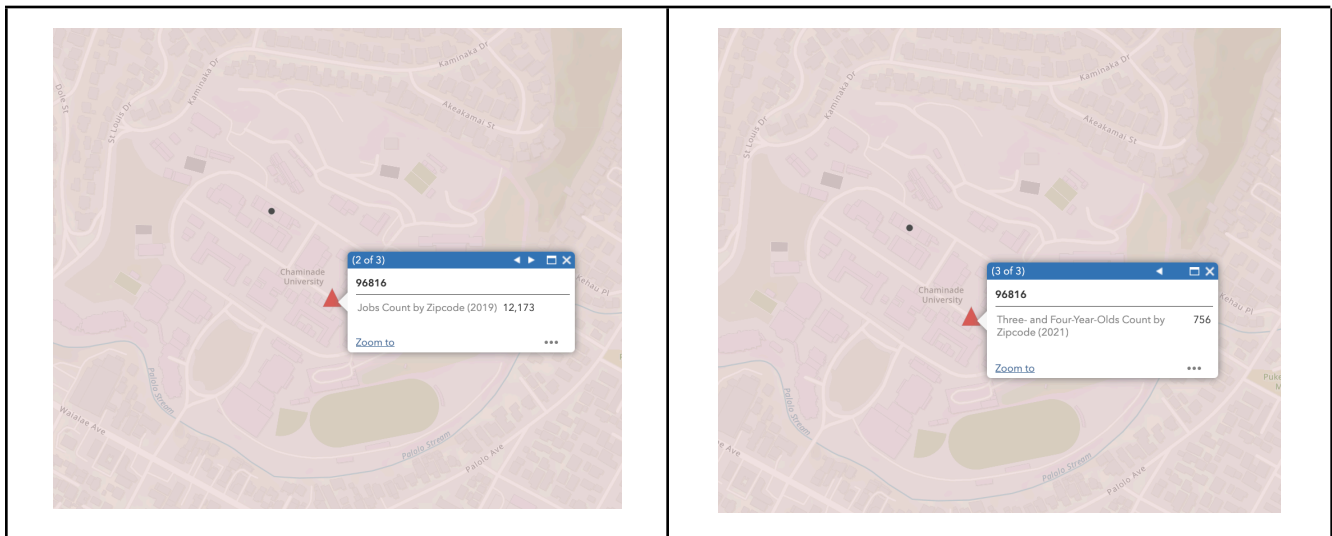 Kaminaka Dr
Kaminaka Dr
Dole St
St Louis Dr
Akeakamai St
Chaminade
University
(2 of 3)
96816
Jobs Count by Zipcode (2019) 12,173
Zoom to
Kehau Pl
Palolo Stream
Waialae Ave
Palolo Stream
Palolo Ave
Kaminaka Dr
Kaminaka Dr
St Louis Dr
Akeakamai St
Chaminade
University
(3 of 3)
96816
Three- and Four-Year-Olds Count by 756
Zipcode (2021)
Zoom to
Kehau Pl
Palolo Stream
Ave
Palolo Stream
Palolo Ave